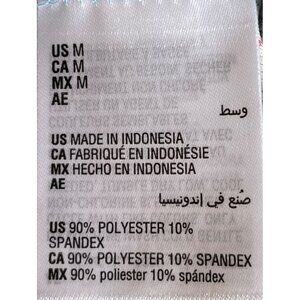 US M
CA M
MX M
AE
وسط
US MADE IN INDONESIA
CA FABRIQUÉ EN INDONÉSIE
MX HECHO EN INDONESIA
AE
صُنع في إندونيسيا
US 90% POLYESTER 10%
SPANDEX
CA 90% POLYESTER 10% SPANDEX
MX 90% poliester 10% spándex